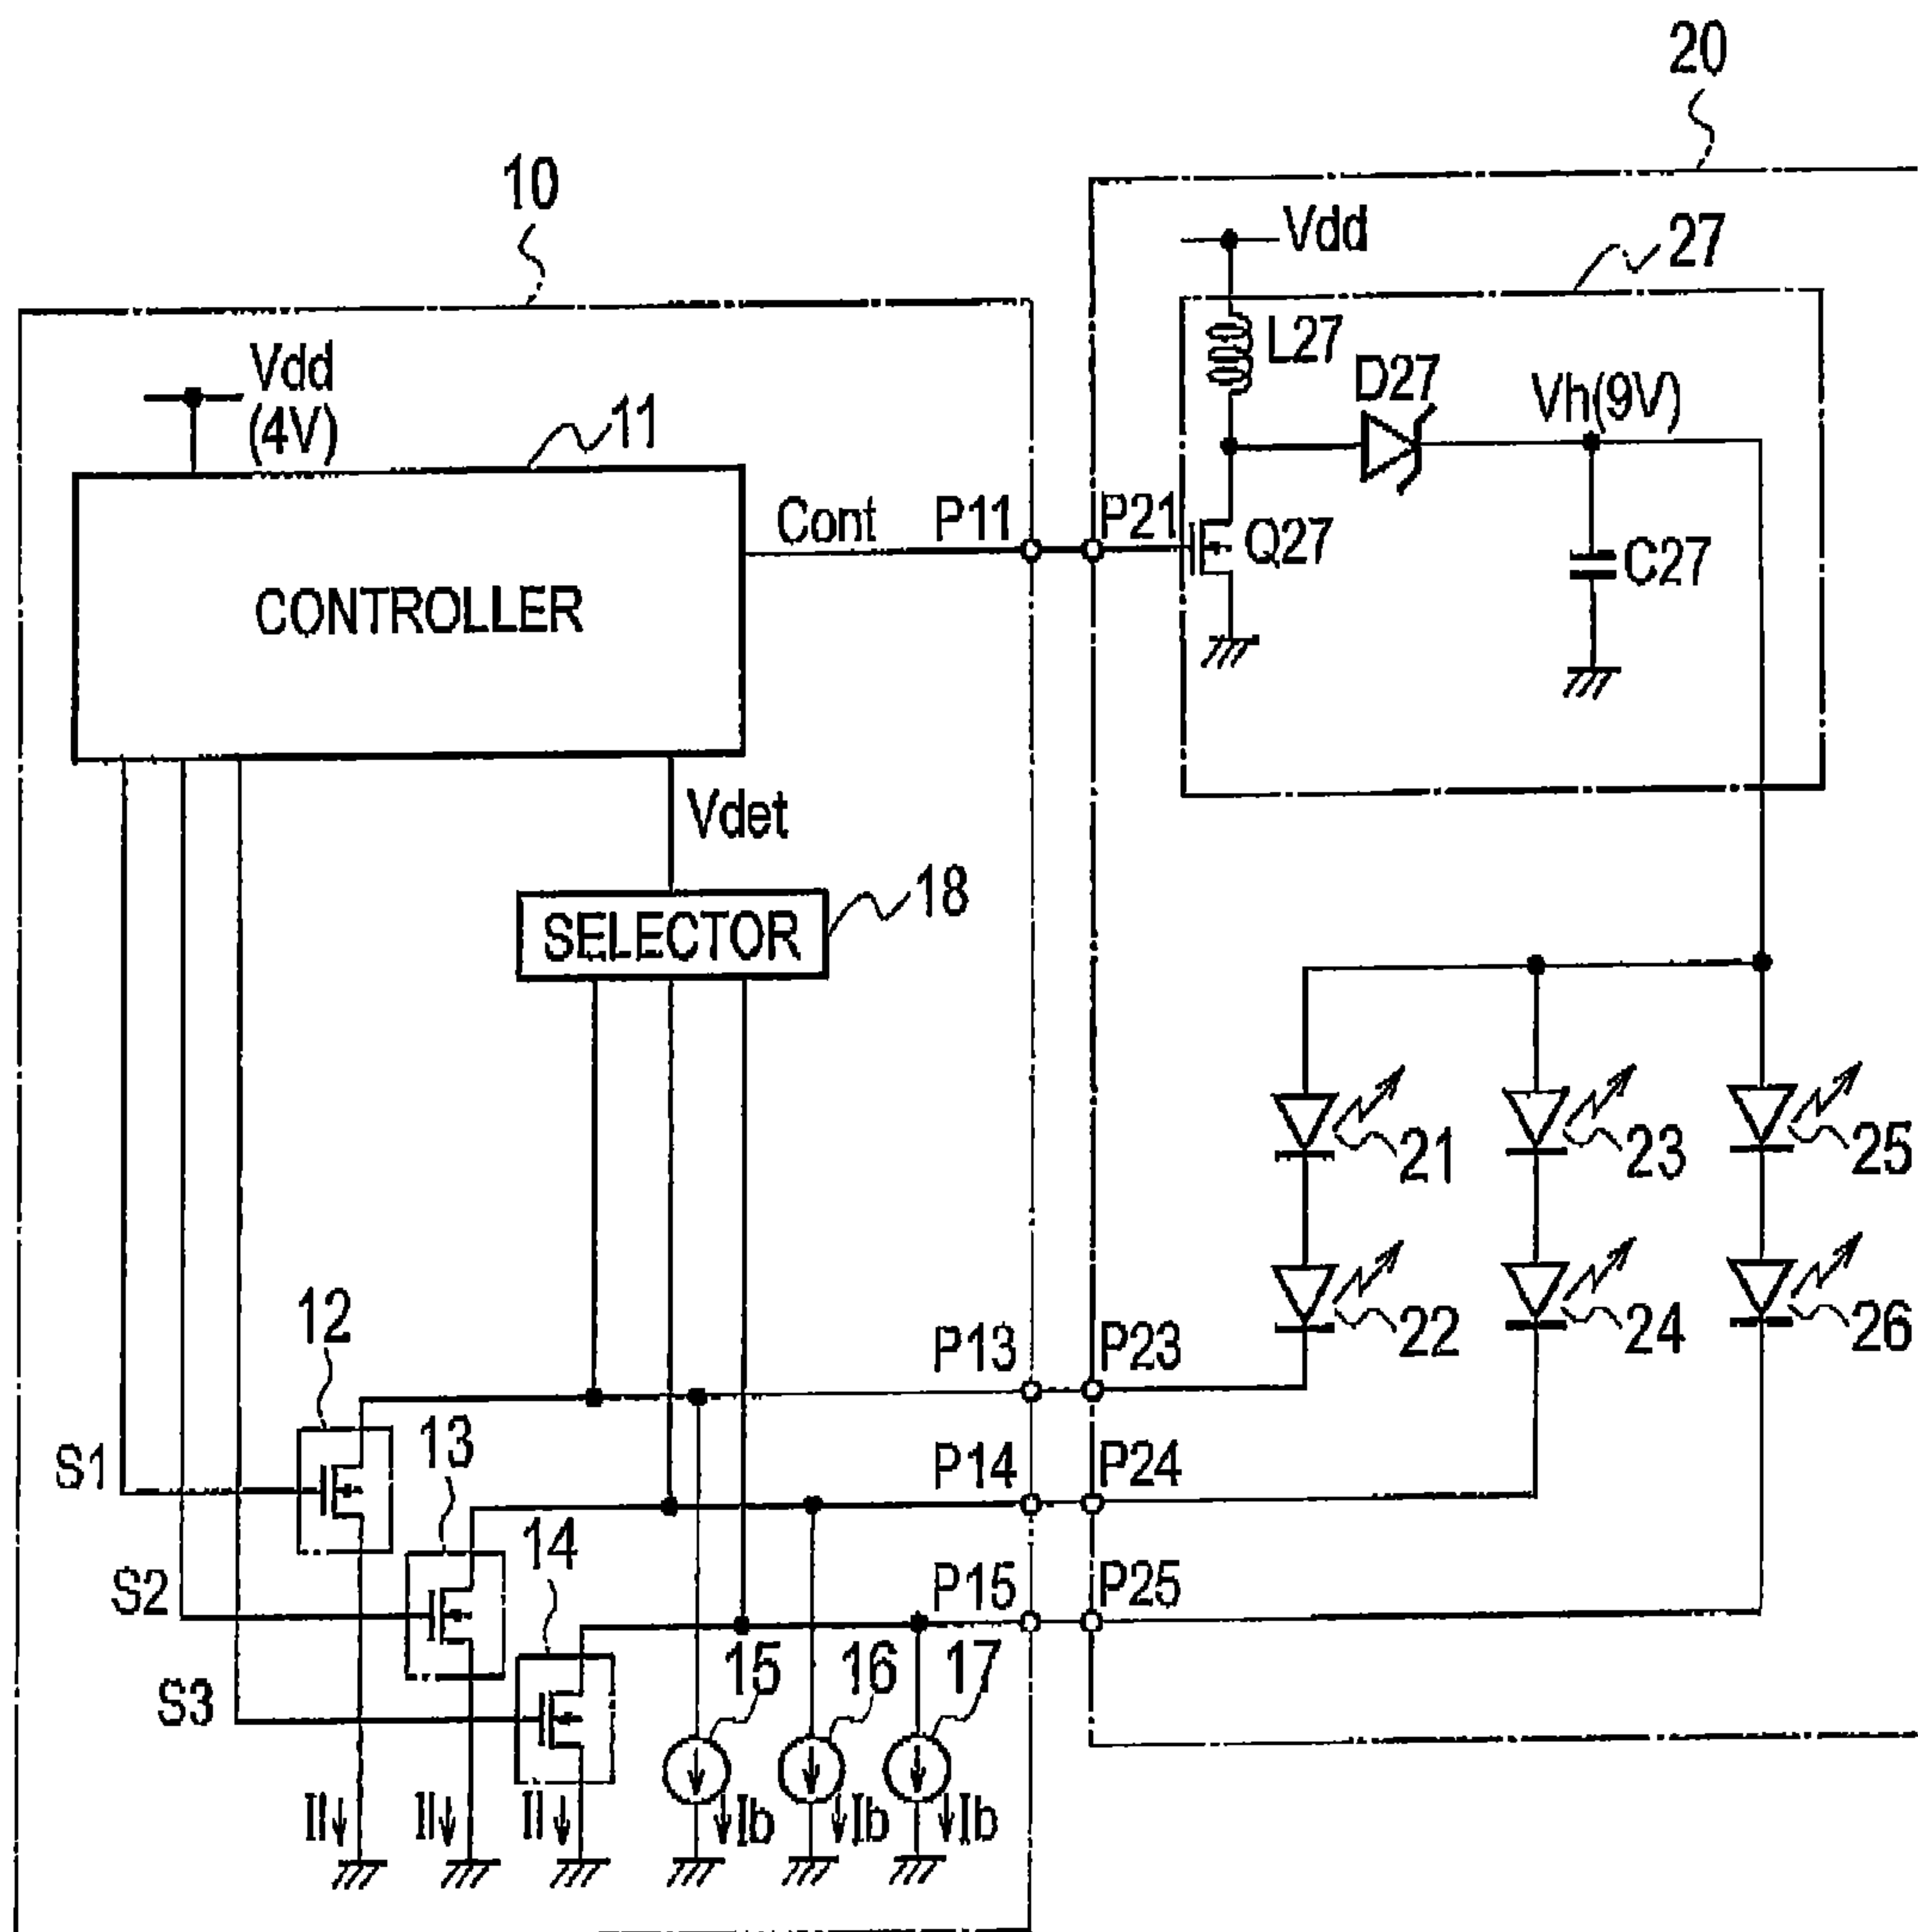 20
10
Vdd
27
L27
Vdd
(4V)
11
D27
Vh(9V)
Cont
P11
P21
Q27
C27
CONTROLLER
Vdet
18
SELECTOR
21
23
25
12
P13
P23
22
24
26
13
S1
P14
P24
14
S2
P15
P25
15
16
17
S3
Il
Il
Il
Ib
Ib
Ib